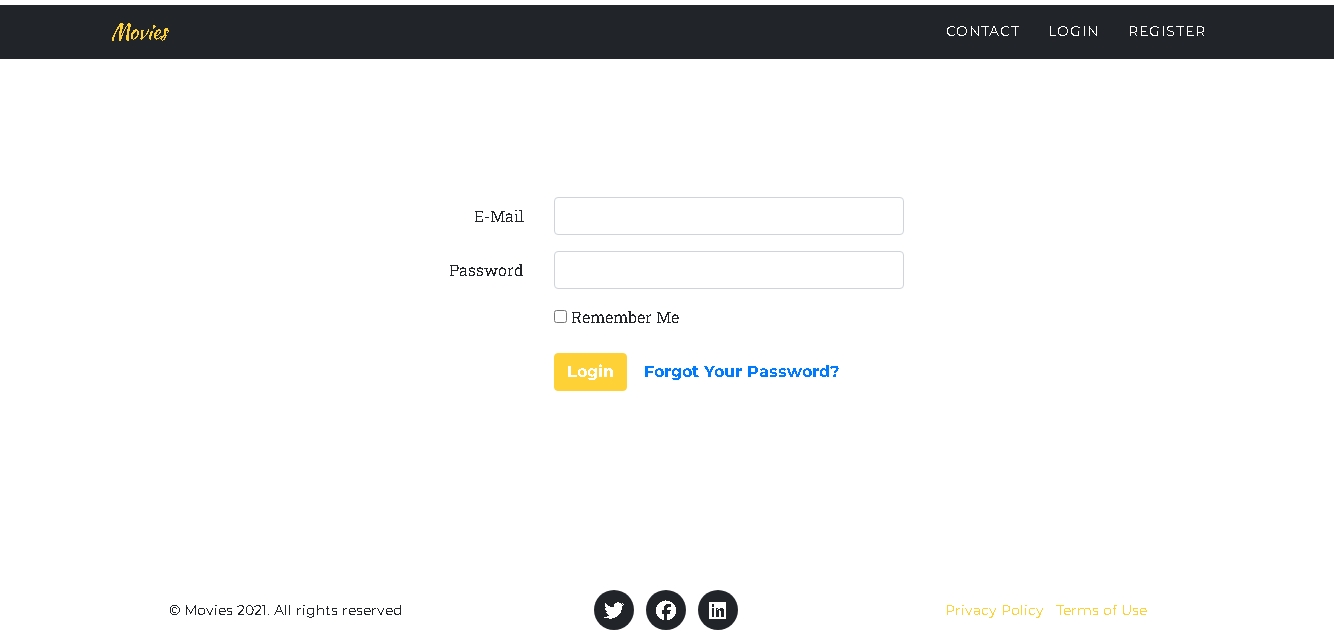 Movies CONTACT LOGIN REGISTER
E-Mail
Password
Remember Me
Login Forgot Your Password?
© Movies 2021. All rights reserved Privacy Policy Terms of Use